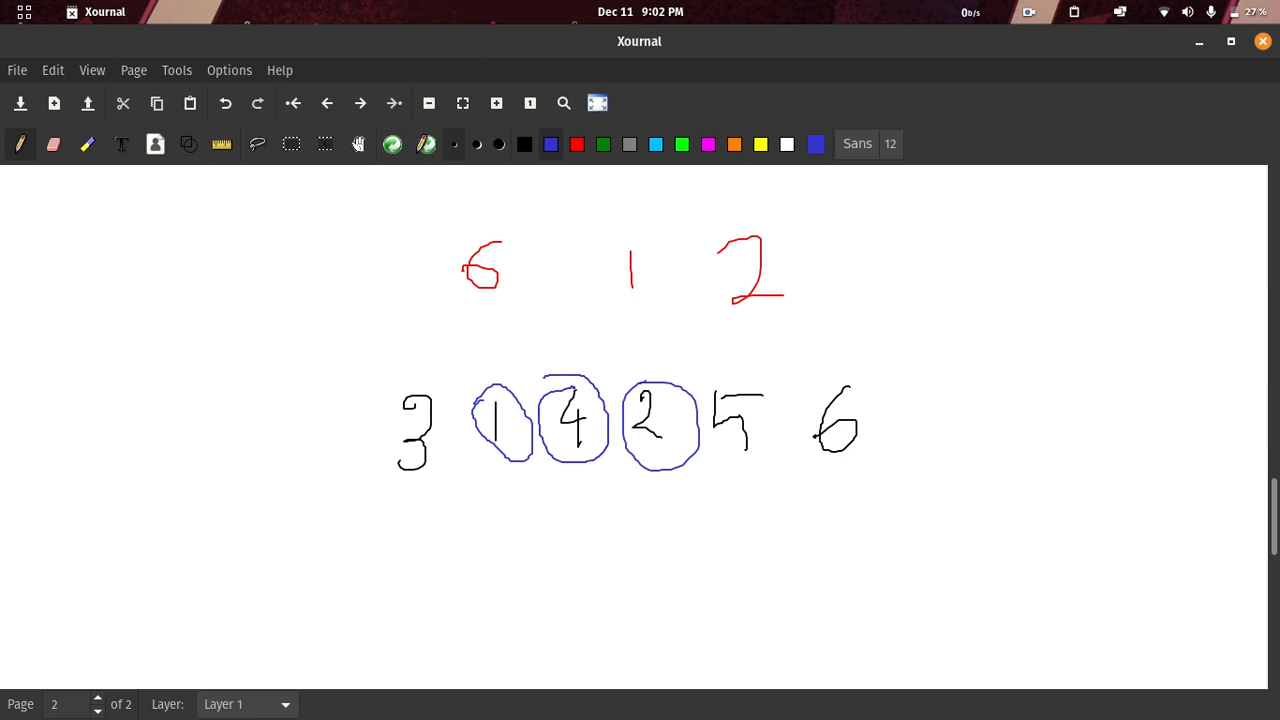 Xournal
Dec 11 9:02 PM
0b/s
27 %
Xournal
File Edit View Page Tools Options Help
1
T
Sans 12
6 1 2
3 1 4 2 5 6
Page 2 of 2 Layer: Layer 1